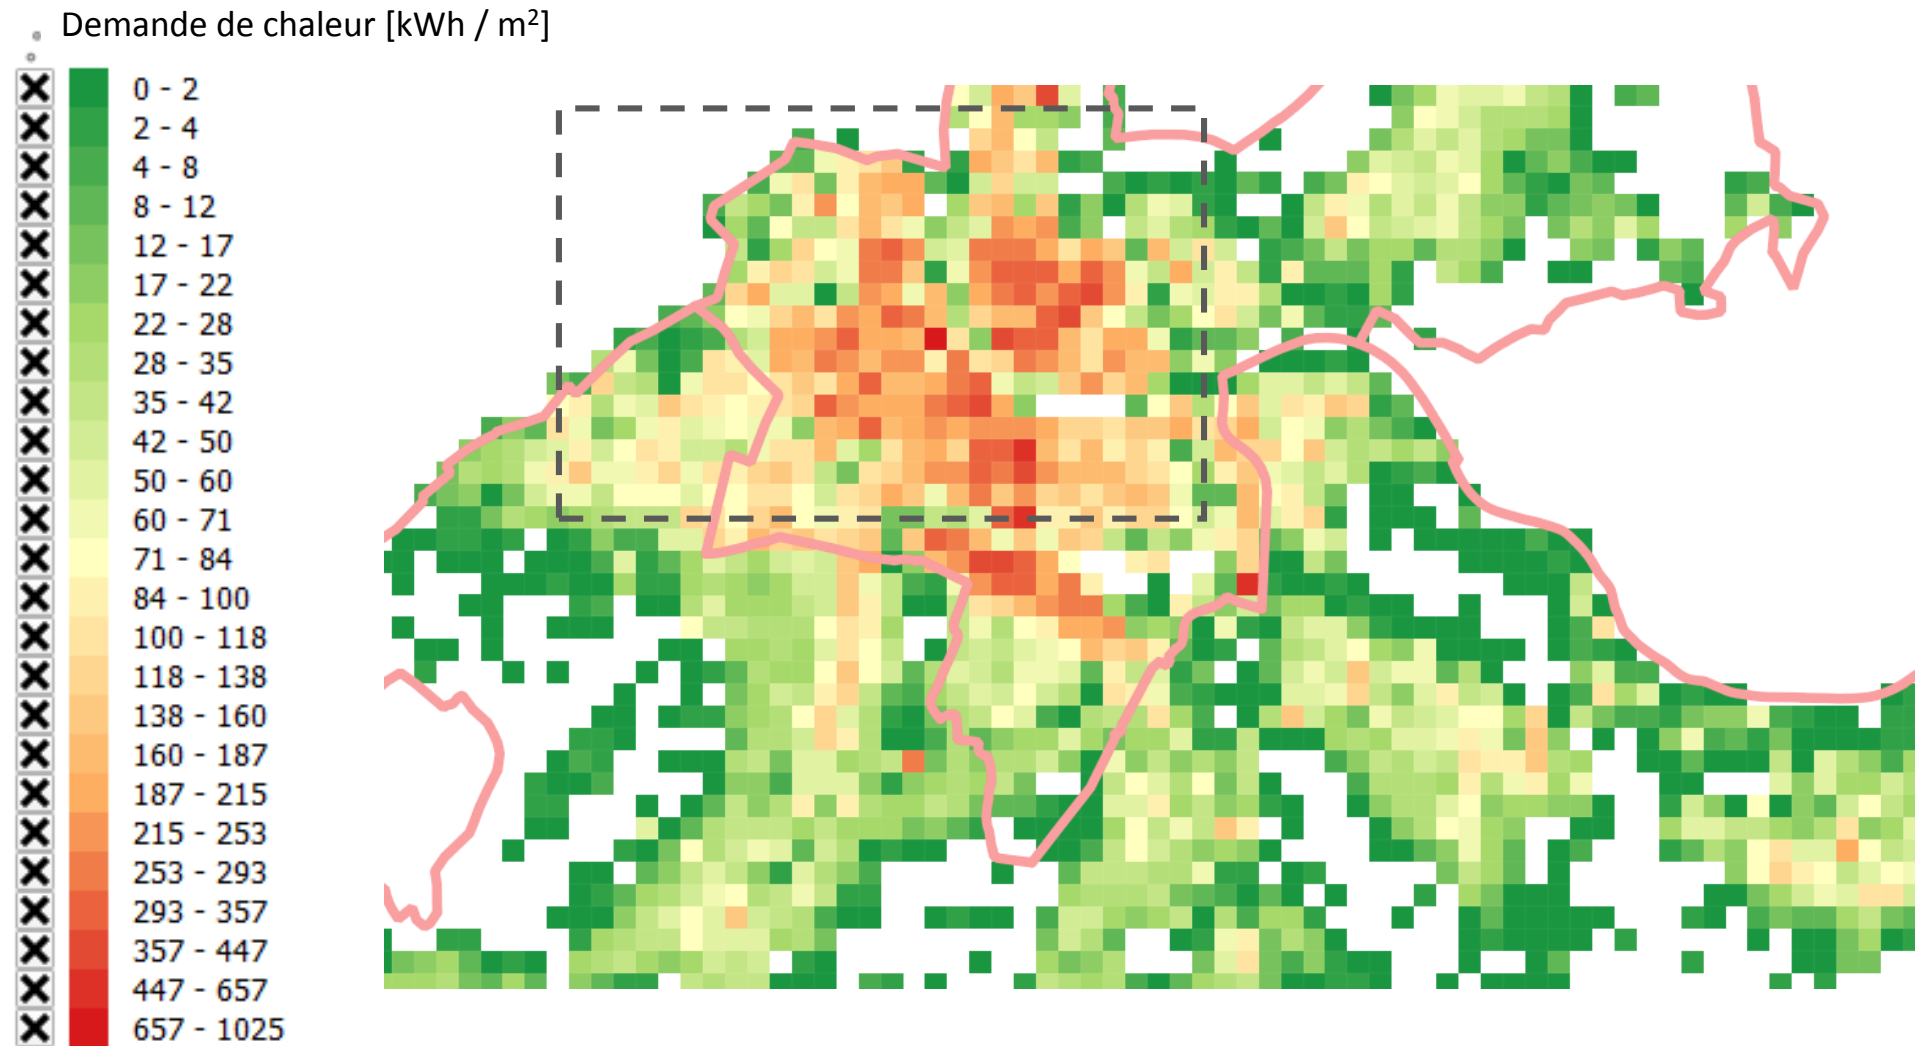 Demande de chaleur [kWh / m²]
0 - 2
2 - 4
4 - 8
8 - 12
12 - 17
17 - 22
22 - 28
28 - 35
35 - 42
42 - 50
50 - 60
60 - 71
71 - 84
84 - 100
100 - 118
118 - 138
138 - 160
160 - 187
187 - 215
215 - 253
253 - 293
293 - 357
357 - 447
447 - 657
657 - 1025